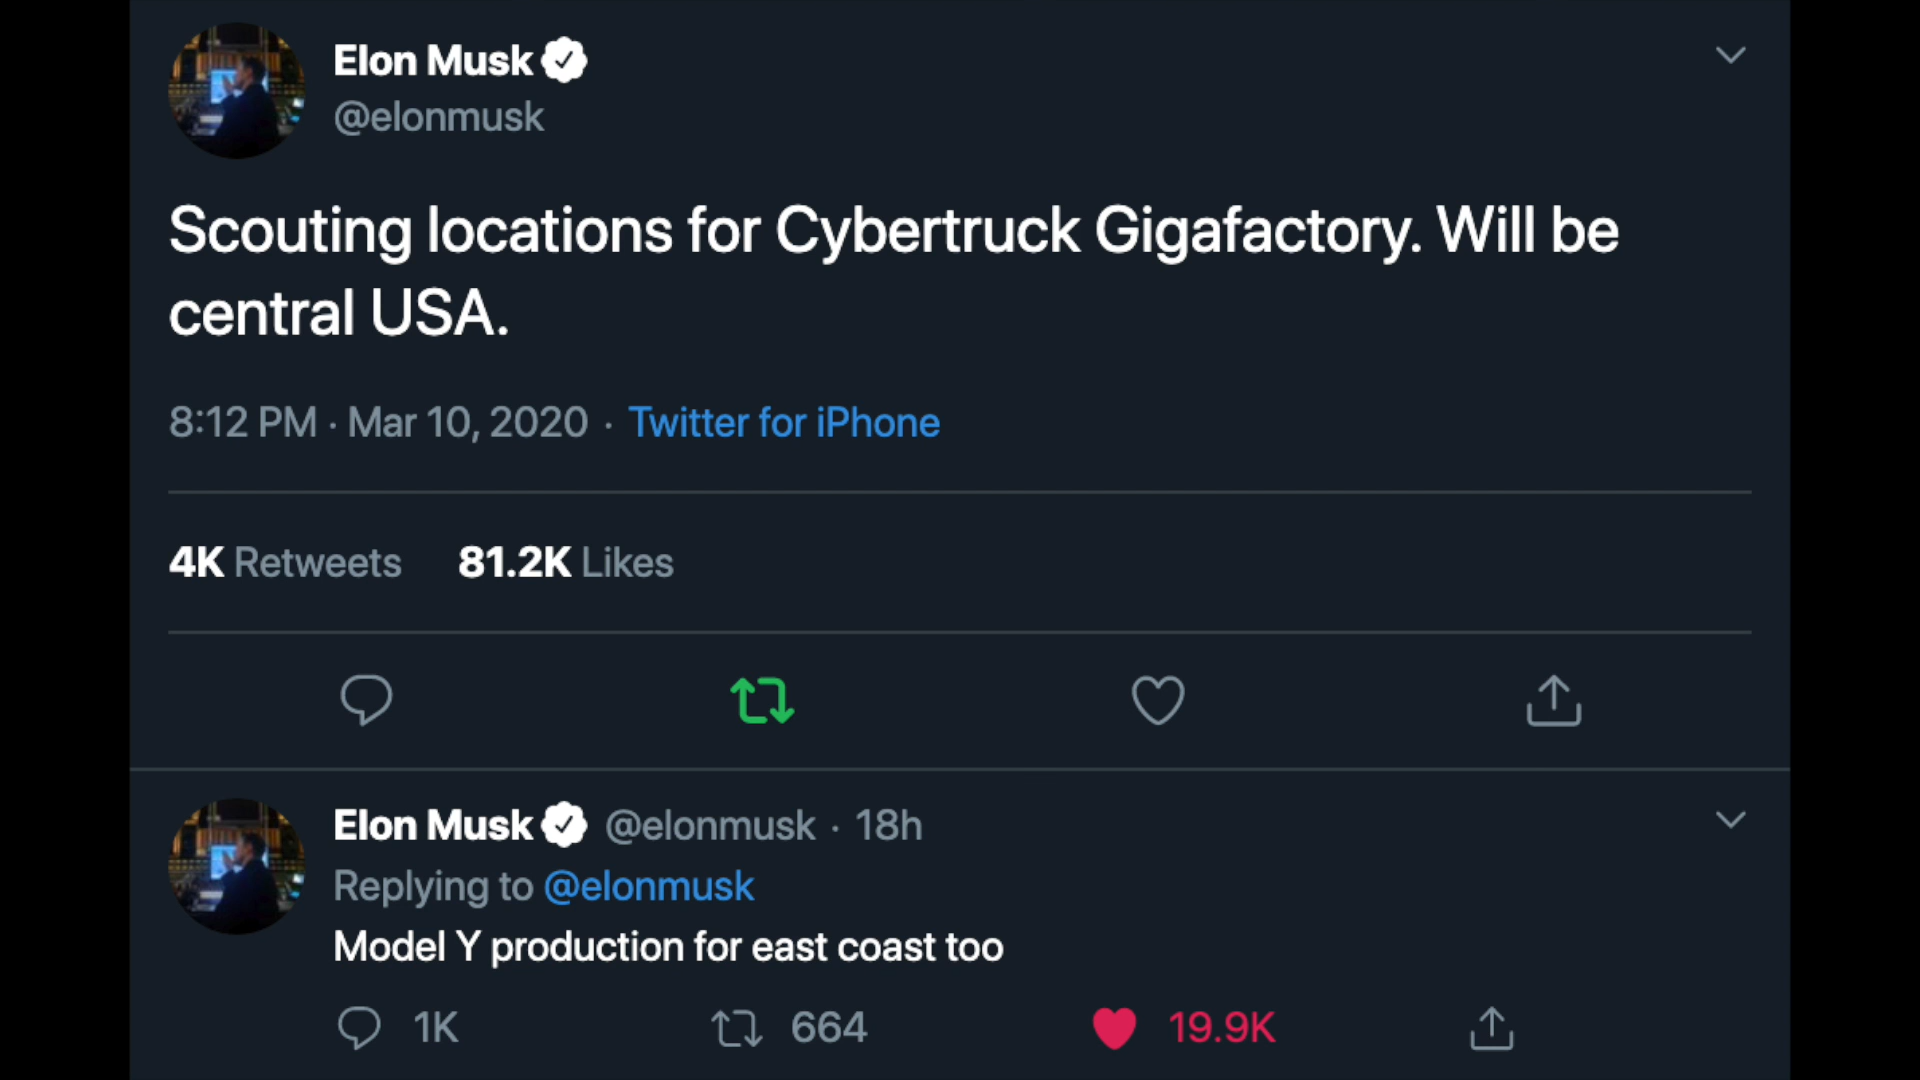 Elon Musk
@elonmusk
Scouting locations for Cybertruck Gigafactory. Will be
central USA.
8:12 PM · Mar 10, 2020 · Twitter for iPhone
4K Retweets 81.2K Likes
Elon Musk @elonmusk · 18h
Replying to @elonmusk
Model Y production for east coast too
1K 664 19.9K